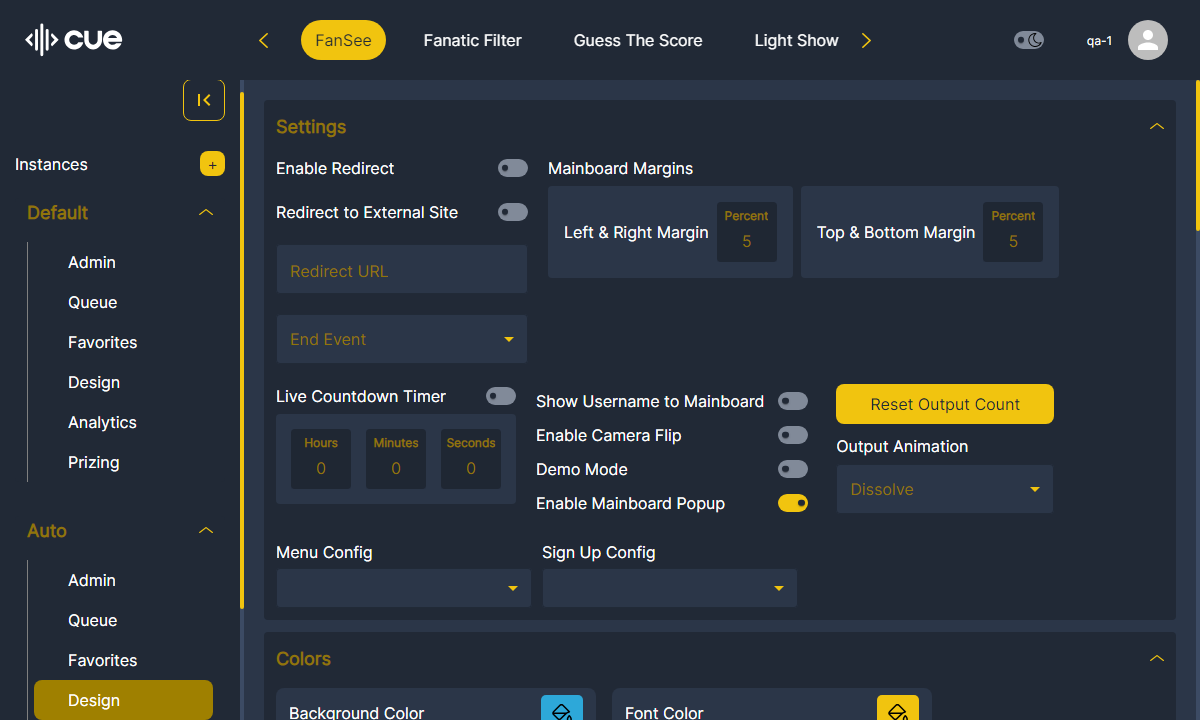 cue
FanSee
Fanatic Filter
Guess The Score
Light Show
qa-1
Instances
+
Default
Admin
Queue
Favorites
Design
Analytics
Prizing
Auto
Admin
Queue
Favorites
Design
Settings
Enable Redirect
Redirect to External Site
Redirect URL
End Event
Mainboard Margins
Left & Right Margin
Percent
5
Top & Bottom Margin
Percent
5
Live Countdown Timer
Hours
0
Minutes
0
Seconds
0
Show Username to Mainboard
Enable Camera Flip
Demo Mode
Enable Mainboard Popup
Reset Output Count
Output Animation
Dissolve
Menu Config
Sign Up Config
Colors
Background Color
Font Color